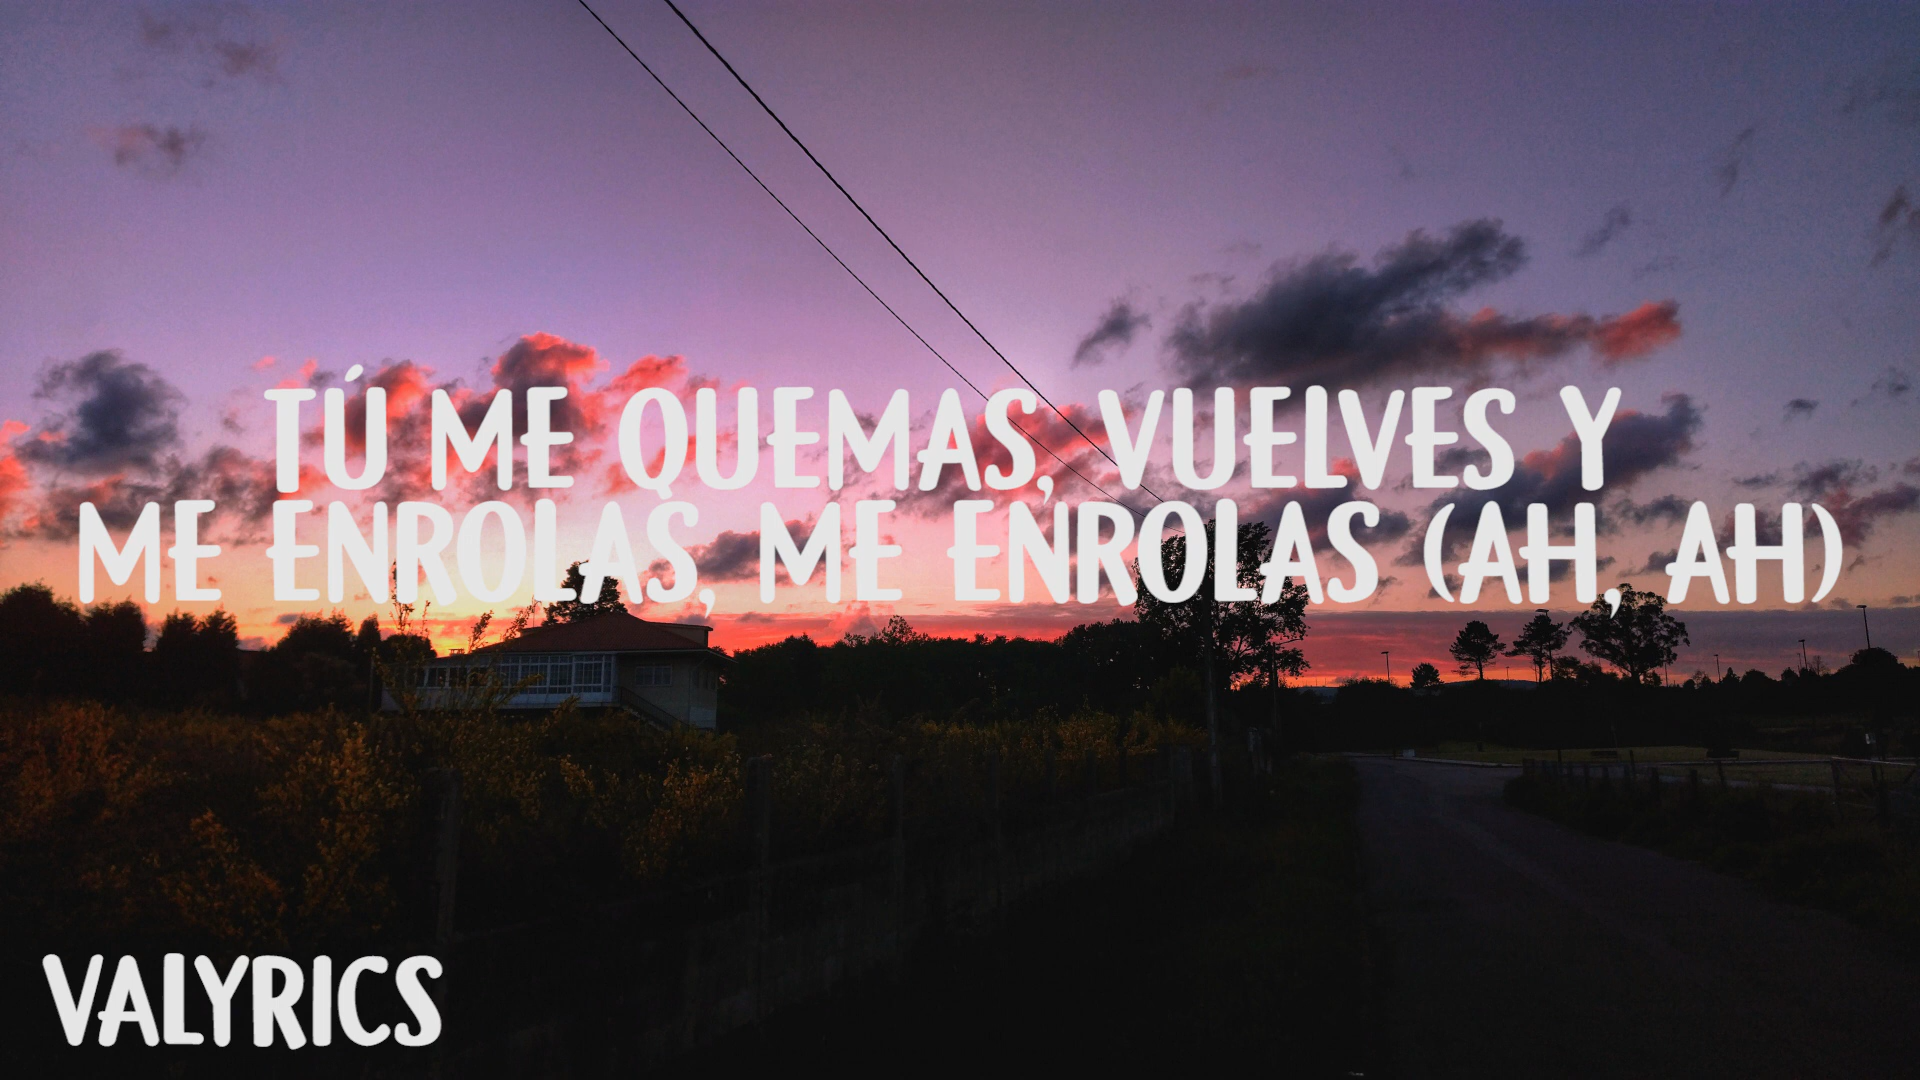 TÚ ME QUEMAS, VUELVES Y
ME ENROLAS, ME ENROLAS (AH, AH)
VALYRICS